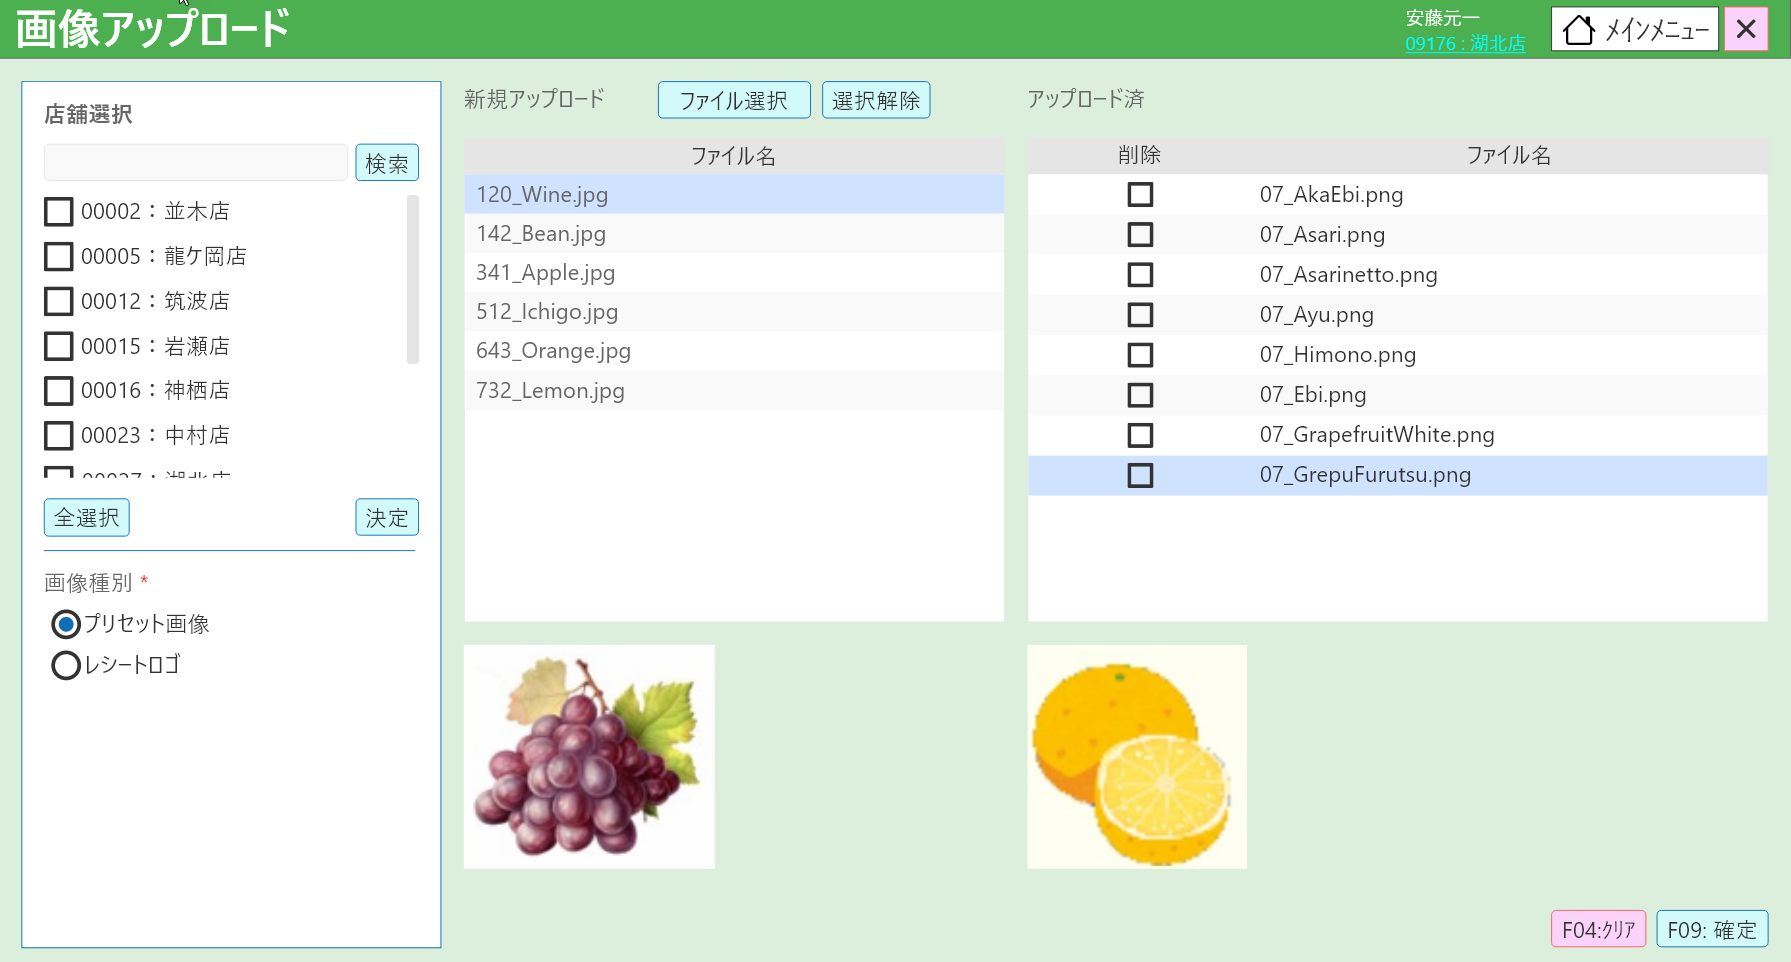 画像アップロード
安藤元一
09176 : 湖北店
メインメニュー
店舗選択
検索
00002：並木店
00005：龍ケ岡店
00012：筑波店
00015：岩瀬店
00016：神栖店
00023：中村店
00027：湖北店
全選択
決定
画像種別 *
プリセット画像
レシートロゴ
新規アップロード
ファイル選択
選択解除
ファイル名
120_Wine.jpg
142_Bean.jpg
341_Apple.jpg
512_Ichigo.jpg
643_Orange.jpg
732_Lemon.jpg
アップロード済
削除 ファイル名
07_AkaEbi.png
07_Asari.png
07_Asarinetto.png
07_Ayu.png
07_Himono.png
07_Ebi.png
07_GrapefruitWhite.png
07_GrepuFurutsu.png
F04:ｸﾘｱ
F09: 確定